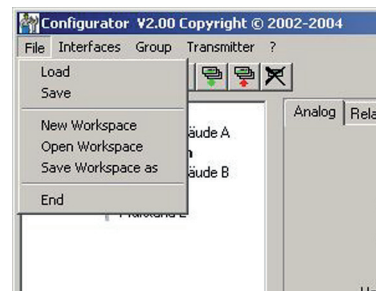 Configurator V2.00 Copyright © 2002-2004
File Interfaces Group Transmitter ?
Load
Save
New Workspace
Open Workspace
Save Workspace as
End
äude A
äude B
Analog Rela